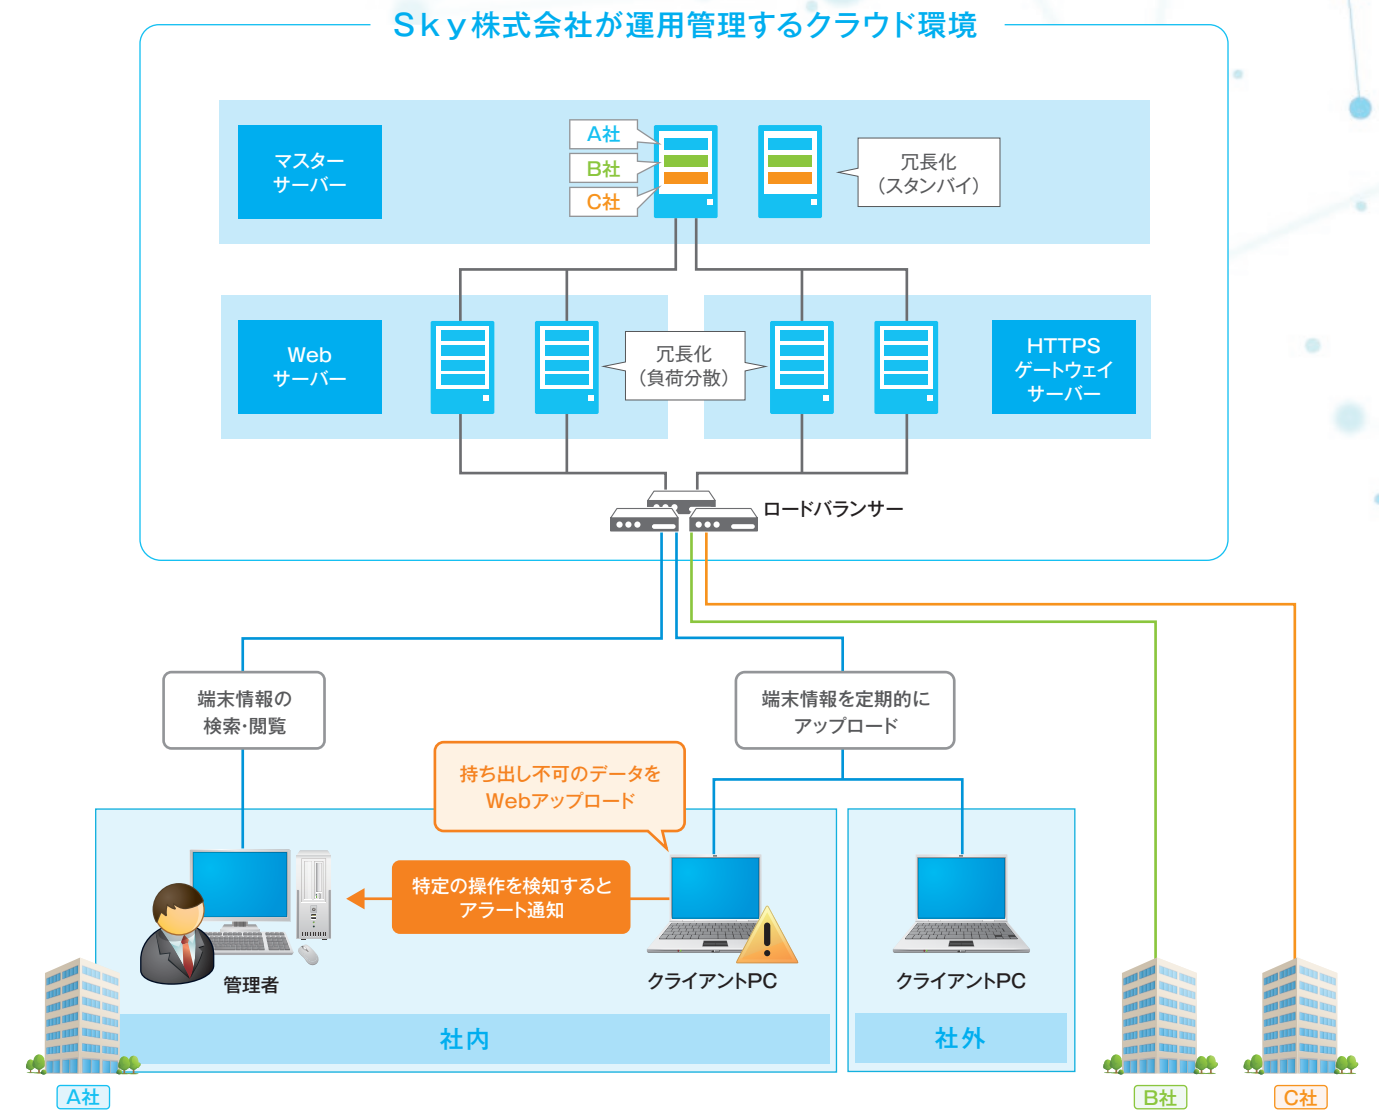 Sky株式会社が運用管理するクラウド環境
マスター
サーバー
A社
B社
C社
冗長化
(スタンバイ)
Web
サーバー
冗長化
(負荷分散)
HTTPS
ゲートウェイ
サーバー
ロードバランサー
端末情報の
検索・閲覧
端末情報を定期的に
アップロード
持ち出し不可のデータを
Webアップロード
特定の操作を検知すると
アラート通知
管理者
クライアントPC
クライアントPC
社内
社外
A社
B社
C社